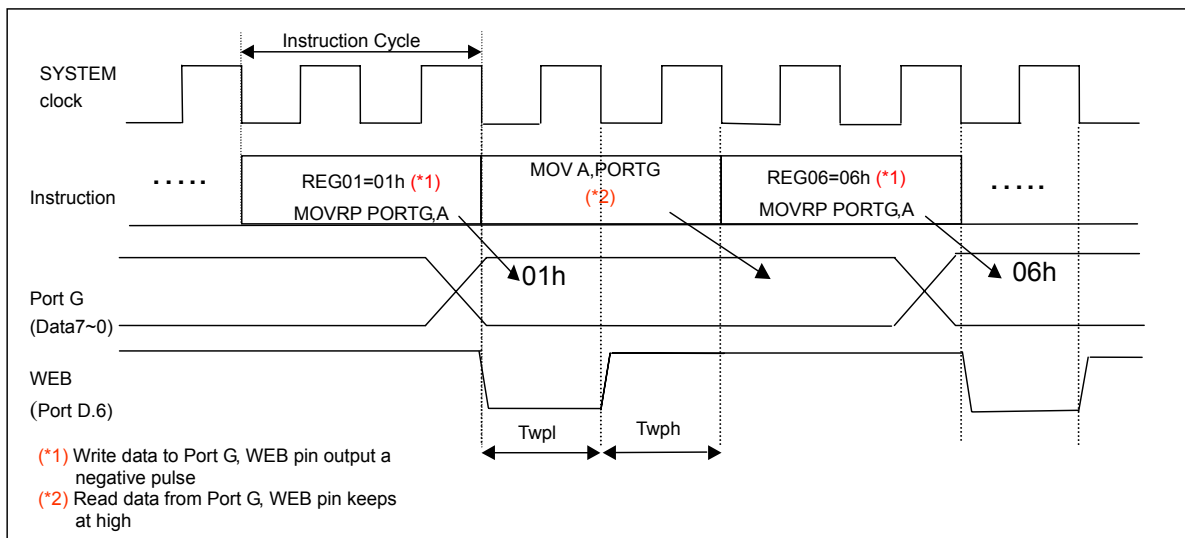 Instruction Cycle
SYSTEM
clock
Instruction
.....
REG01=01h (*1)
MOVRP PORTG,A
MOV A,PORTG
(*2)
REG06=06h (*1)
MOVRP PORTG,A
.....
Port G
(Data7~0)
01h
06h
WEB
(Port D.6)
Twpl
Twph
(*1) Write data to Port G, WEB pin output a
negative pulse
(*2) Read data from Port G, WEB pin keeps
at high